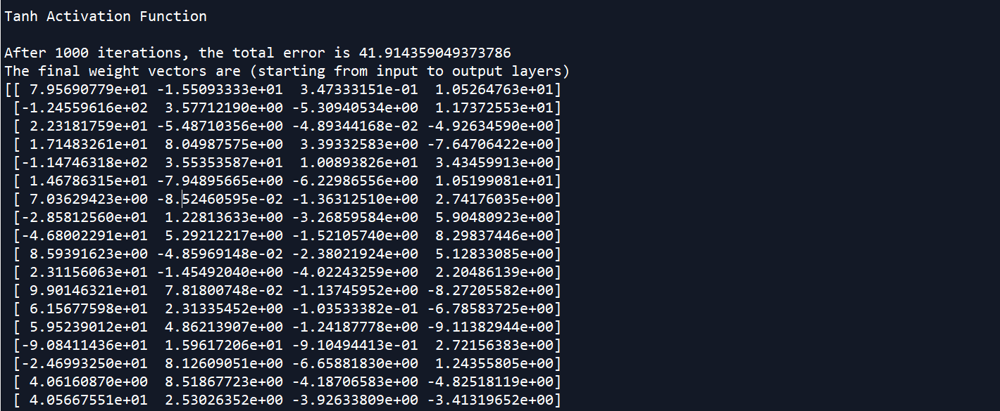 Tanh Activation Function
After 1000 iterations, the total error is 41.914359049373786
The final weight vectors are (starting from input to output layers)
[[ 7.95690779e+01 -1.55093333e+01  3.47333151e-01  1.05264763e+01]
[-1.24559616e+02  3.57712190e+00 -5.30940534e+00  1.17372553e+01]
[ 2.23181759e+01 -5.48710356e+00 -4.89344168e-02 -4.92634590e+00]
[ 1.71483261e+01  8.04987575e+00  3.39332583e+00 -7.64706422e+00]
[-1.14746318e+02  3.55353587e+01  1.00893826e+01  3.43459913e+00]
[ 1.46786315e+01 -7.94895665e+00 -6.22986556e+00  1.05199081e+01]
[ 7.03629423e+00 -8.52460595e-02 -1.36312510e+00  2.74176035e+00]
[-2.85812560e+01  1.22813633e+00 -3.26859584e+00  5.90480923e+00]
[-4.68002291e+01  5.29212217e+00 -1.52105740e+00  8.29837446e+00]
[ 8.59391623e+00 -4.85969148e-02 -2.38021924e+00  5.12833085e+00]
[ 2.31156063e+01 -1.45492040e+00 -4.02243259e+00  2.20486139e+00]
[ 9.90146321e+01  7.81800748e-02 -1.13745952e+00 -8.27205582e+00]
[ 6.15677598e+01  2.31335452e+00 -1.03533382e-01 -6.78583725e+00]
[ 5.95239012e+01  4.86213907e+00 -1.24187778e+00 -9.11382944e+00]
[-9.08411436e+01  1.59617206e+01 -9.10494413e-01  2.72156383e+00]
[-2.46993250e+01  8.12609051e+00 -6.65881830e+00  1.24355805e+01]
[ 4.06160870e+00  8.51867723e+00 -4.18706583e+00 -4.82518119e+00]
[ 4.05667551e+01  2.53026352e+00 -3.92633809e+00 -3.41319652e+00]